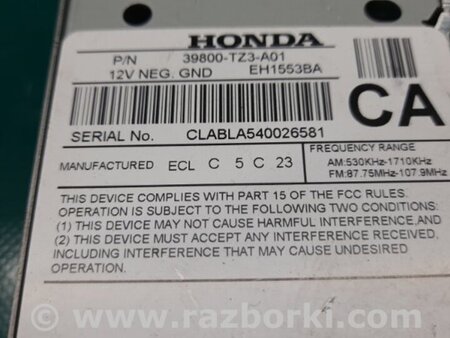 HONDA
P/N 39800-TZ3-A01
12V NEG. GND EH1553BA
CA
SERIAL No. CLABLA540026581
FREQUENCY RANGE
MANUFACTURED ECL C 5 C 23
AM:530KHz-1710KHz
FM:87.75MHz-107.9MHz
THIS DEVICE COMPLIES WITH PART 15 OF THE FCC RULES.
OPERATION IS SUBJECT TO THE FOLLOWING TWO CONDITIONS:
(1) THIS DEVICE MAY NOT CAUSE HARMFUL INTERFERENCE,AND
(2) THIS DEVICE MUST ACCEPT ANY INTERFERENCE RECEIVED,
INCLUDING INTERFERENCE THAT MAY CAUSE UNDESIRED
OPERATION.
www.razborki.com